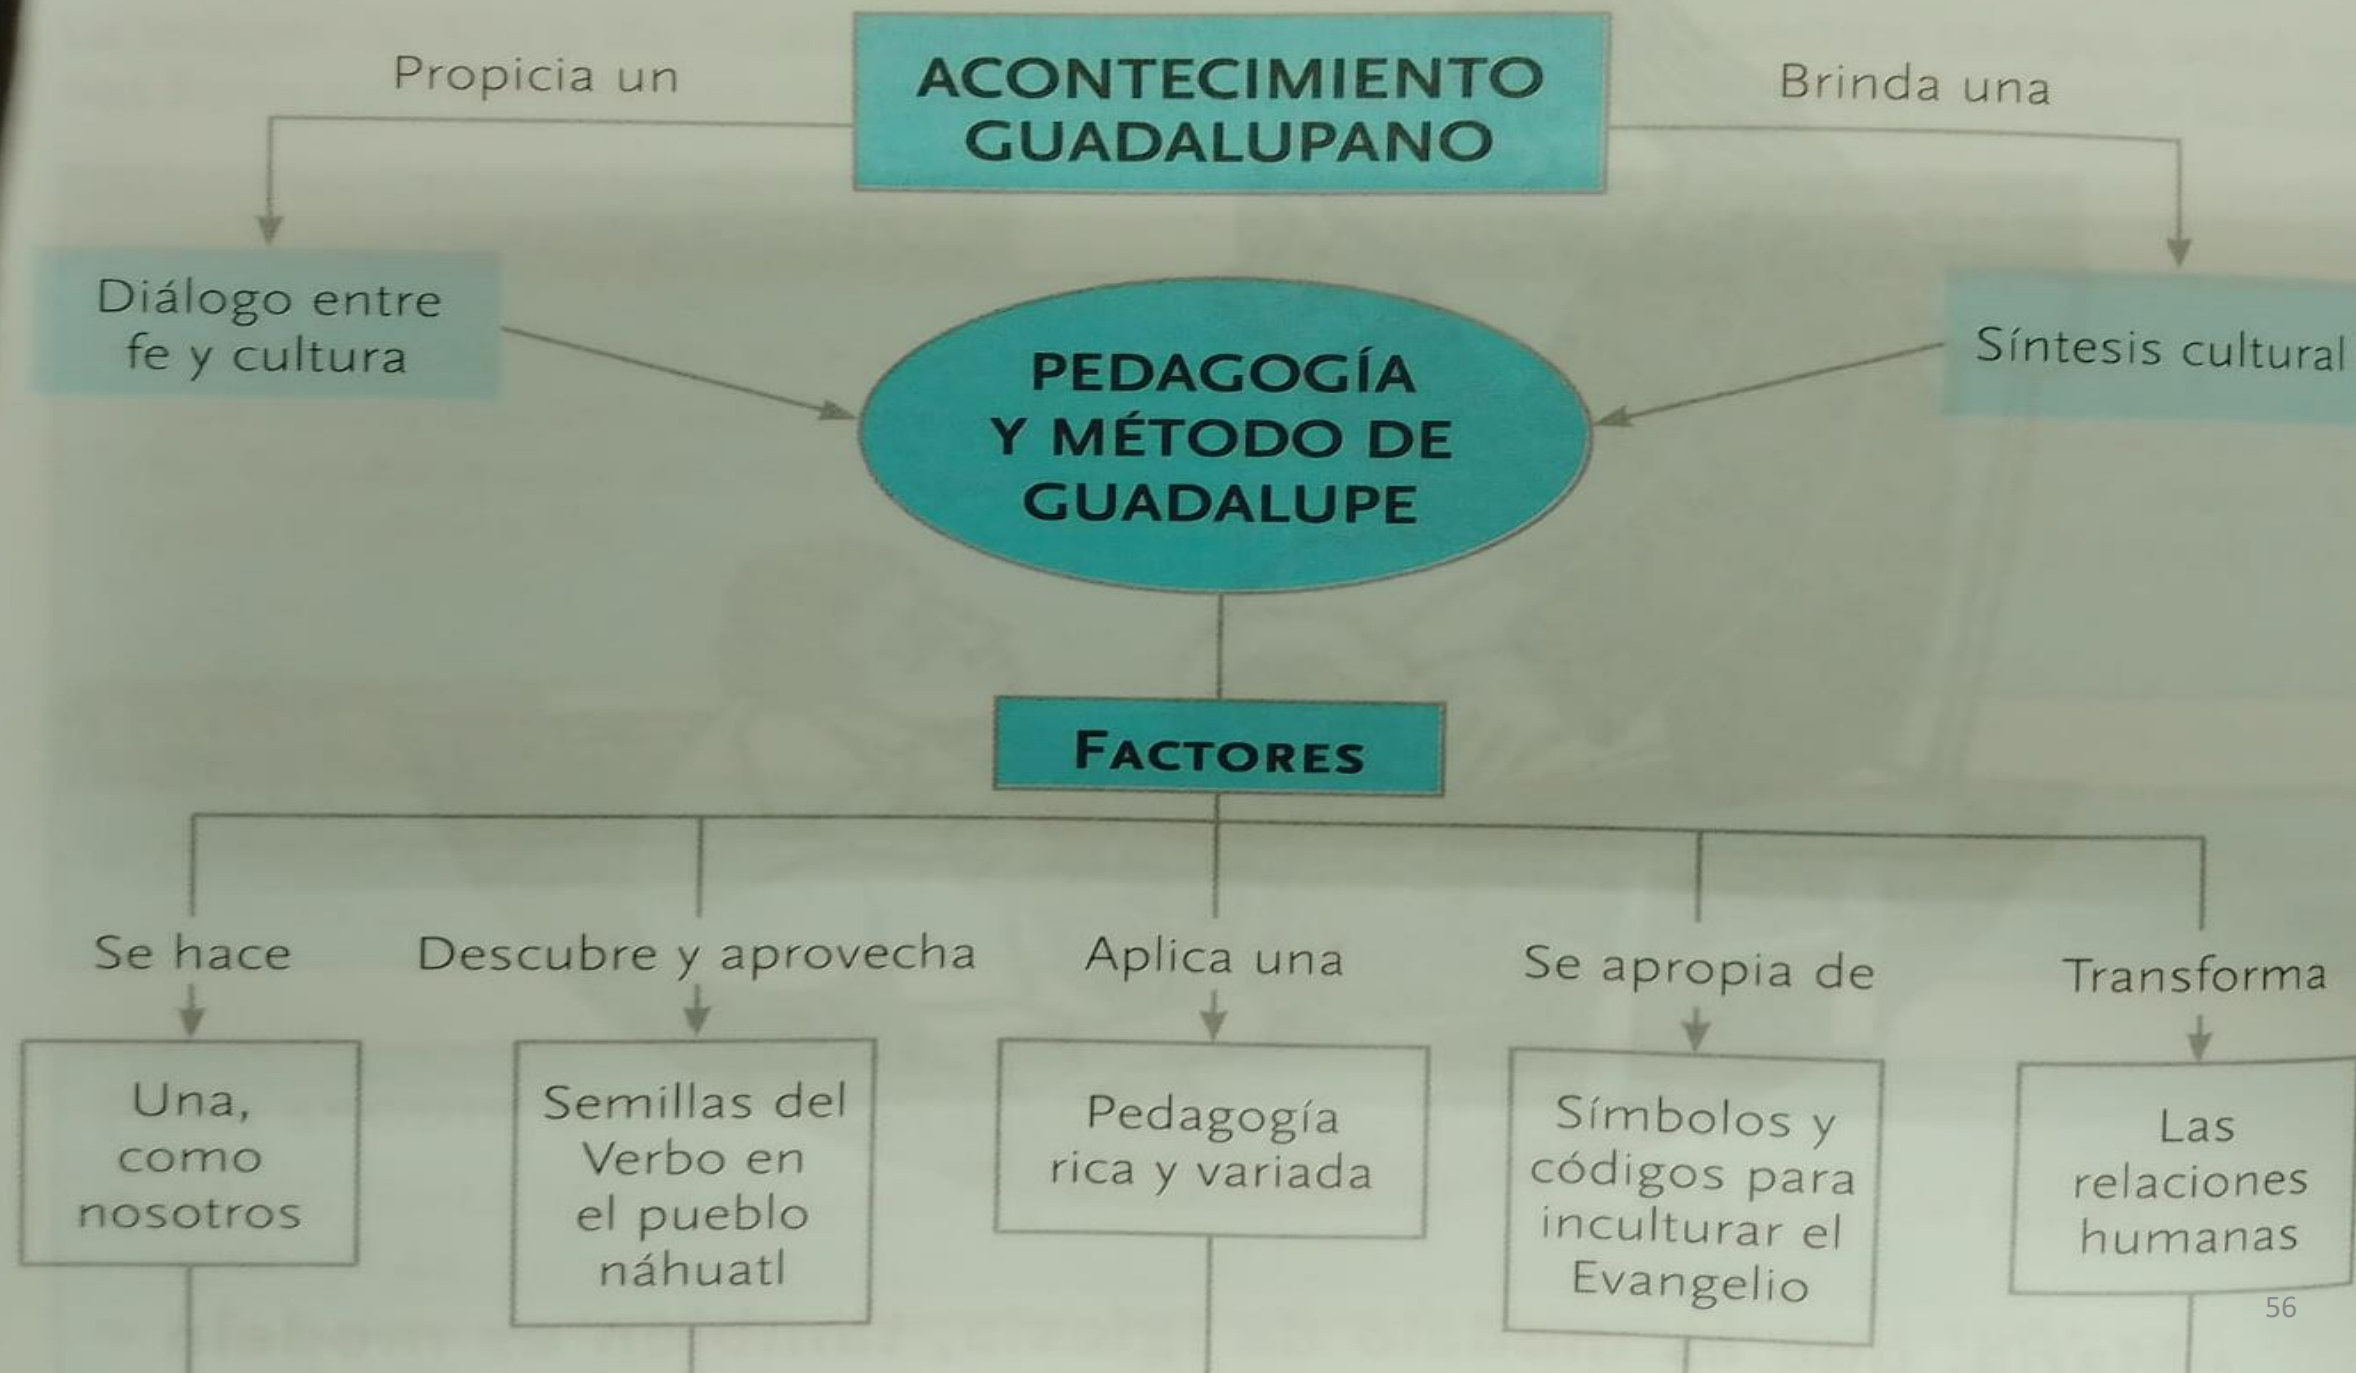 Propicia un
ACONTECIMIENTO
GUADALUPANO
Brinda una
Diálogo entre
fe y cultura
PEDAGOGÍA
Y MÉTODO DE
GUADALUPE
Síntesis cultural
FACTORES
Se hace
Descubre y aprovecha
Aplica una
Se apropia de
Transforma
Una,
como
nosotros
Semillas del
Verbo en
el pueblo
náhuatl
Pedagogía
rica y variada
Símbolos y
códigos para
inculturar el
Evangelio
Las
relaciones
humanas
56